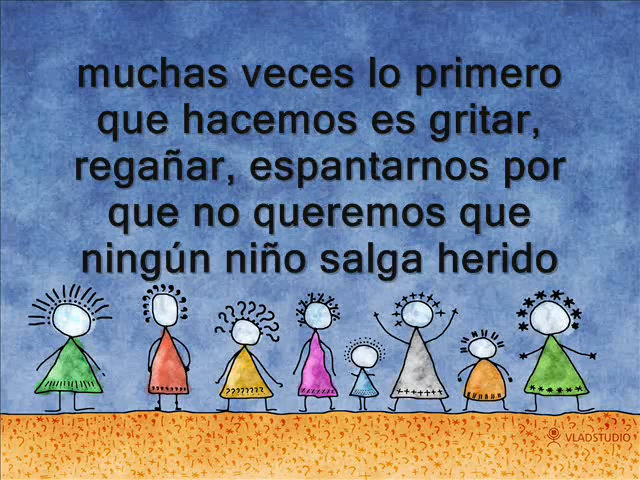 muchas veces lo primero
que hacemos es gritar,
regañar, espantarnos por
que no queremos que
ningún niño salga herido
VLADSTUDIO